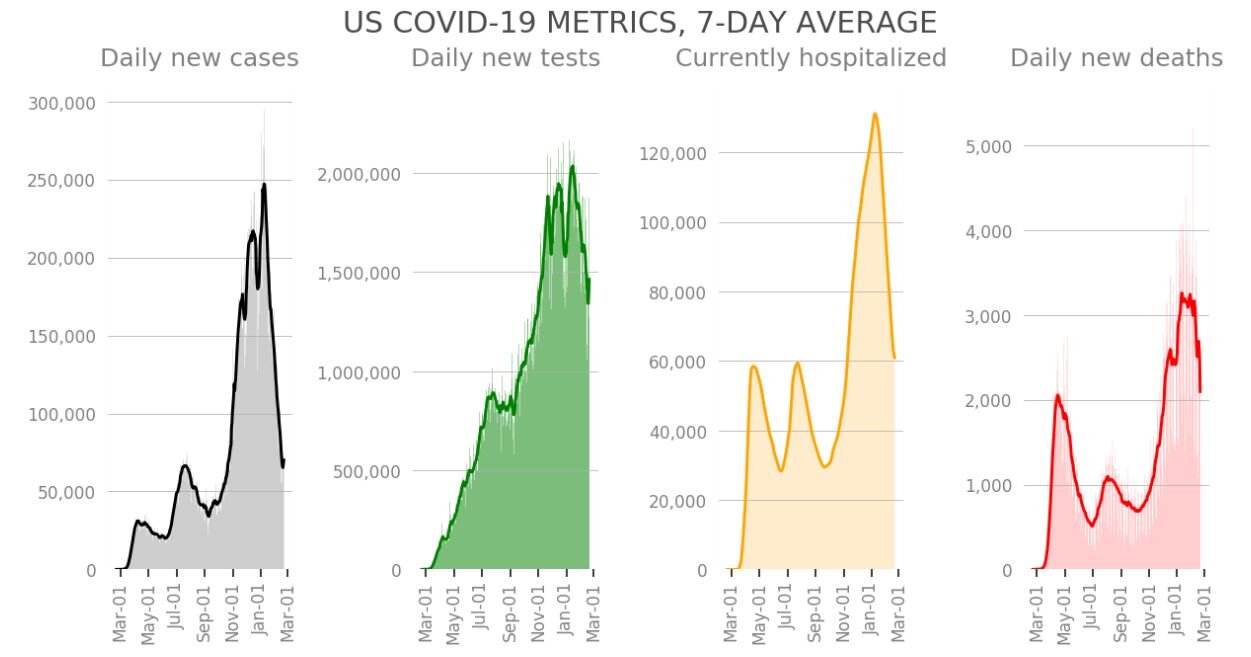 US COVID-19 METRICS, 7-DAY AVERAGE
Daily new cases
300,000
250,000
200,000
150,000
100,000
50,000
0
Mar-01 May-01 Jul-01 Sep-01 Nov-01 Jan-01 Mar-01
Daily new tests
2,000,000
1,500,000
1,000,000
500,000
0
Mar-01 May-01 Jul-01 Sep-01 Nov-01 Jan-01 Mar-01
Currently hospitalized
120,000
100,000
80,000
60,000
40,000
20,000
0
Mar-01 May-01 Jul-01 Sep-01 Nov-01 Jan-01 Mar-01
Daily new deaths
5,000
4,000
3,000
2,000
1,000
0
Mar-01 May-01 Jul-01 Sep-01 Nov-01 Jan-01 Mar-01